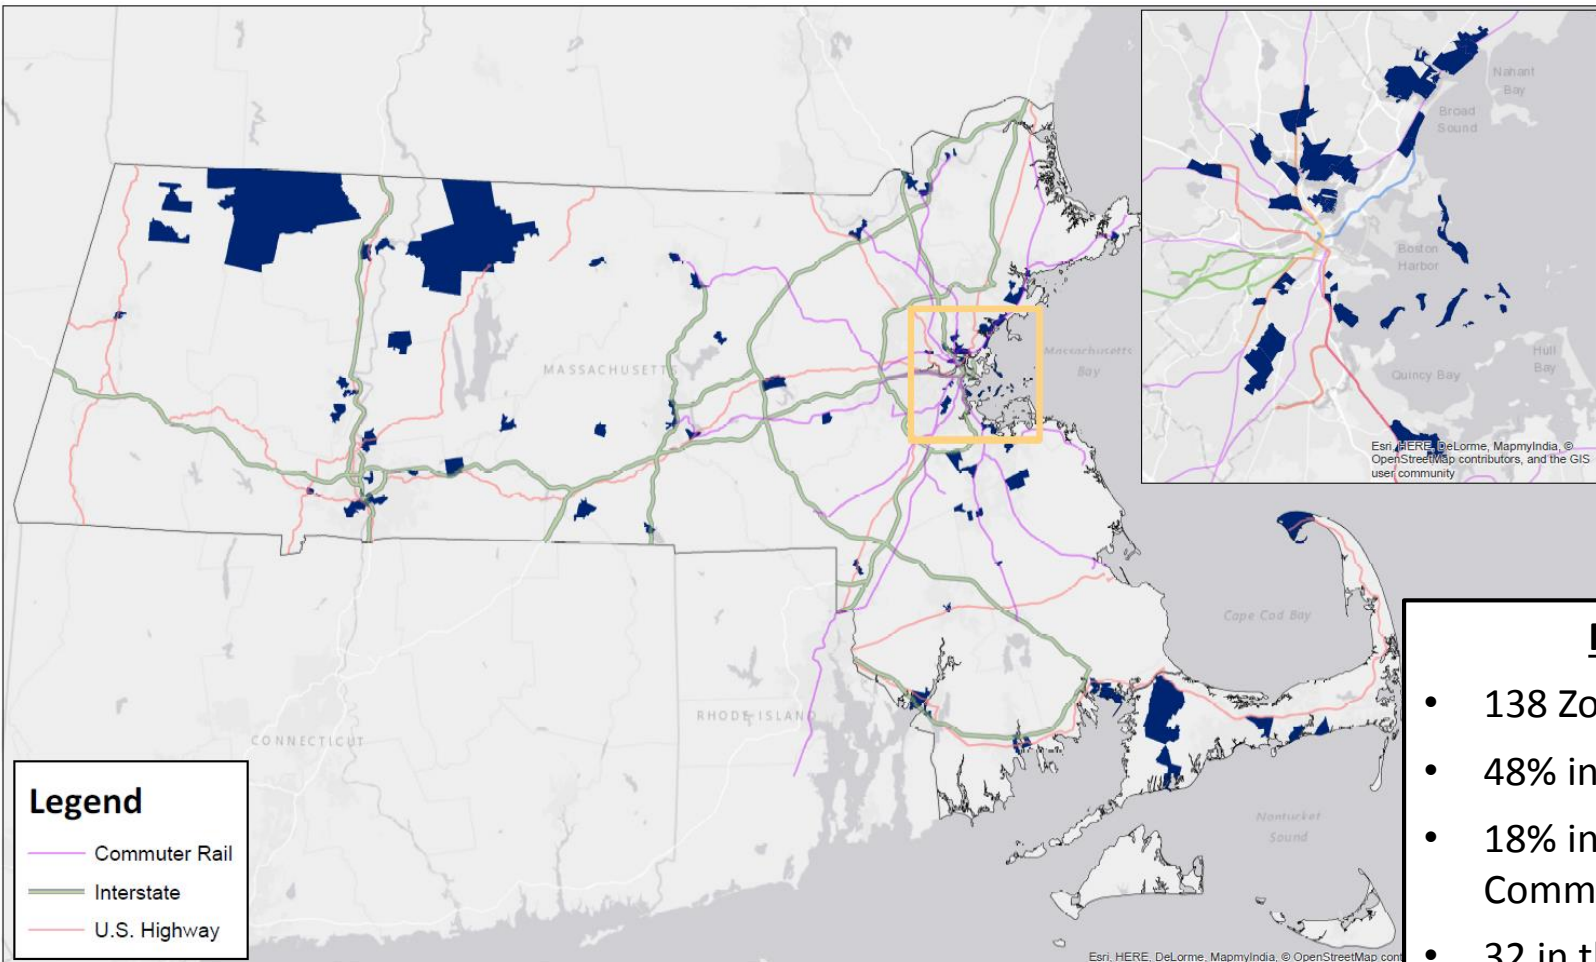 Nahant
Bay
Broad
Sound
Boston
Harbor
Hull
Bay
Quincy Bay
Esri, HERE, DeLorme, MapmyIndia, ©
OpenStreetMap contributors, and the GIS
user community
MASSACHUSETTS
Massachusetts
Bay
Cape Cod Bay
RHODE ISLAND
CONNECTICUT
Nantucket
Sound
Legend
Commuter Rail
Interstate
U.S. Highway
• 138 Zo
• 48% in
• 18% in
Comm
• 32 in th
Esri, HERE, DeLorme, MapmyIndia, © OpenStreetMap cont